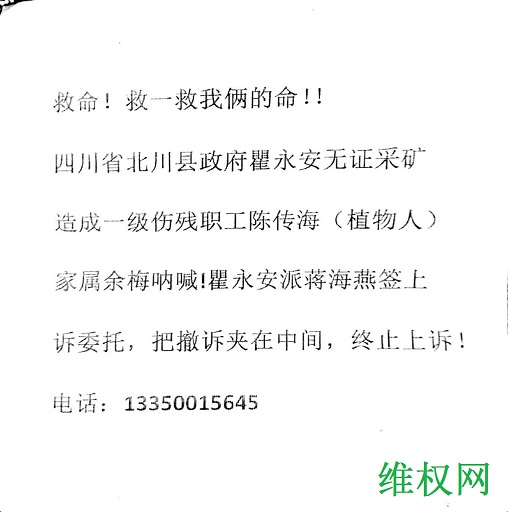 救命！救一救我俩的命!!
四川省北川县政府瞿永安无证采矿
造成一级伤残职工陈传海（植物人）
家属余梅呐喊!瞿永安派蒋海燕签上
诉委托，把撤诉夹在中间，终止上诉！
电话：13350015645
维权网